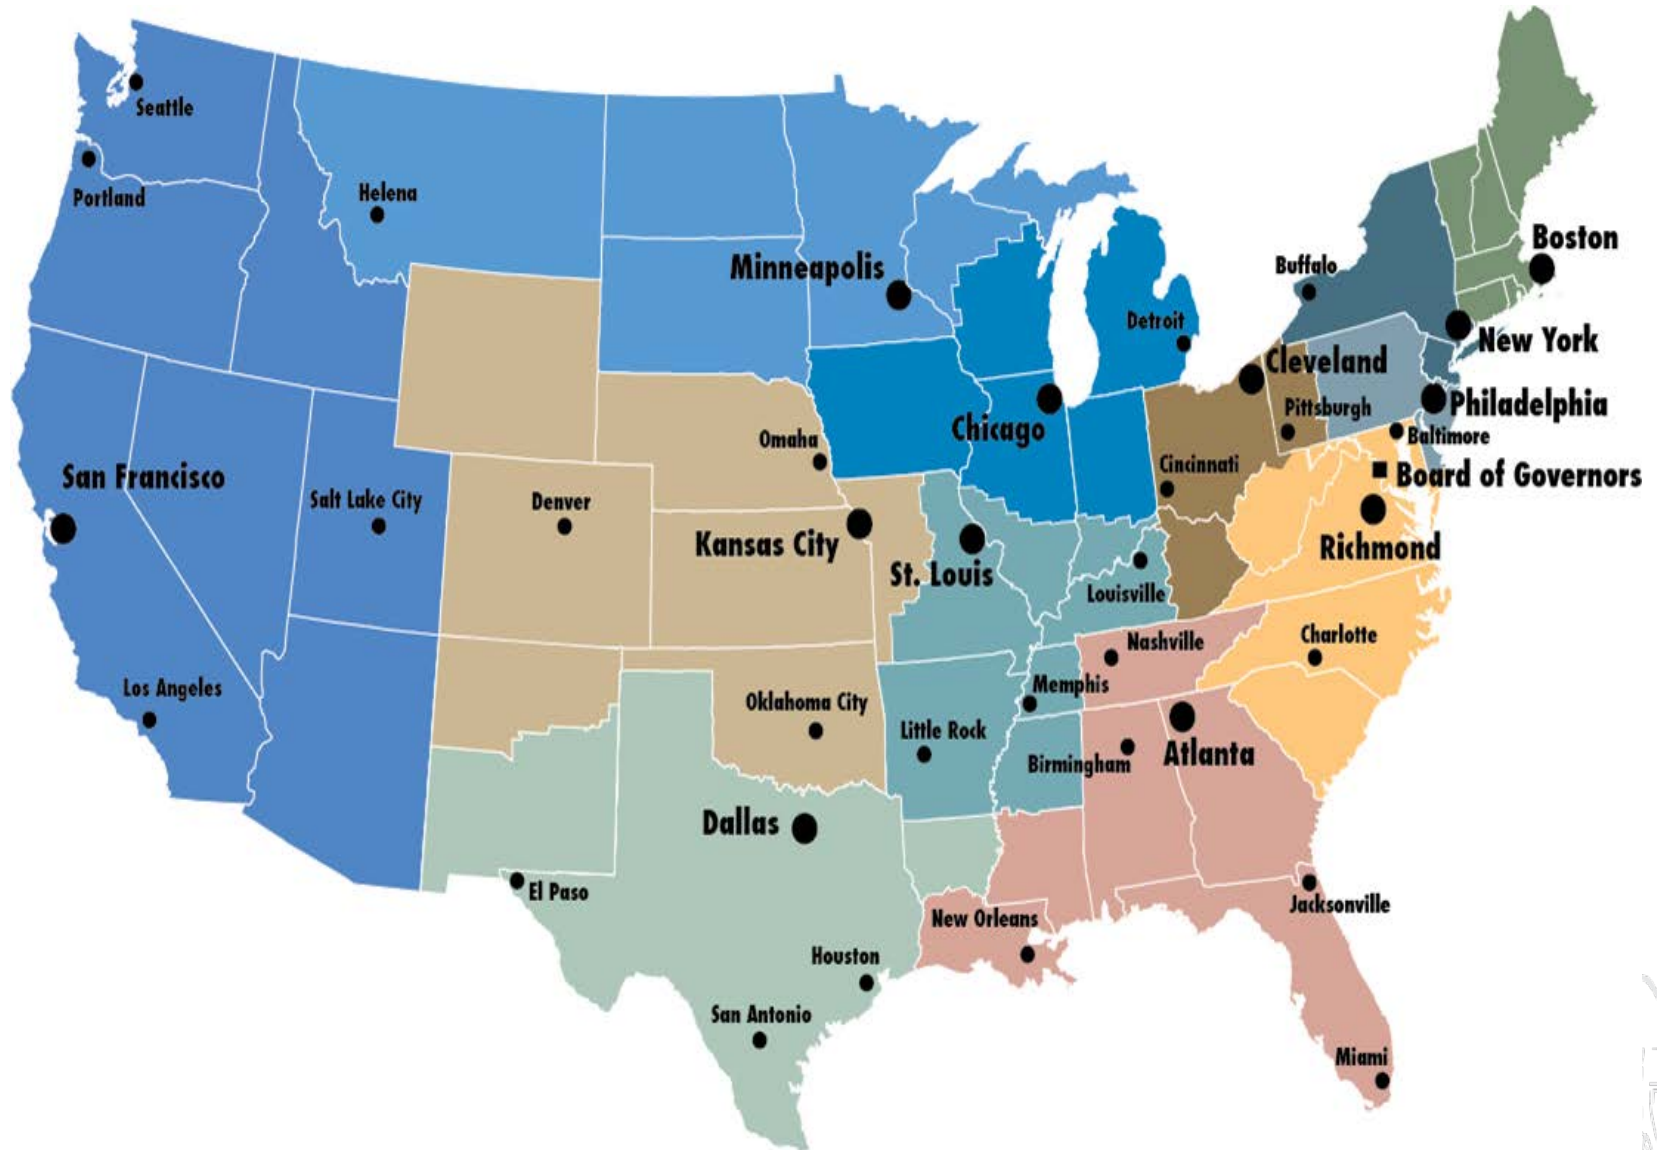 Seattle
Portland
Helena
Minneapolis
Boston
Buffalo
Detroit
New York
Cleveland
Philadelphia
Pittsburgh
Chicago
Baltimore
Omaha
Cincinnati
San Francisco
Board of Governors
Salt Lake City
Denver
Kansas City
Richmond
St. Louis
Louisville
Charlotte
Nashville
Los Angeles
Memphis
Oklahoma City
Little Rock
Birmingham
Atlanta
Dallas
El Paso
Jacksonville
New Orleans
Houston
San Antonio
Miami